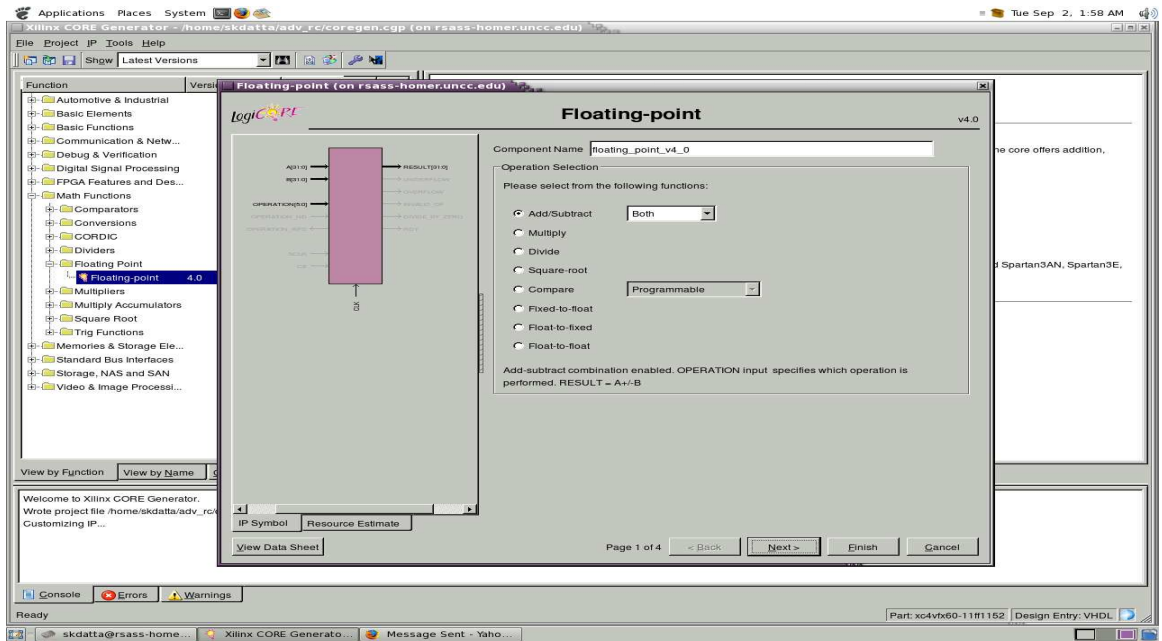 Applications Places System
Tue Sep 2, 1:58 AM
Xilinx CORE Generator - /home/skdatta/adv_rc/coregen.cgp (on rsass-homer.uncc.edu)
File Project IP Tools Help
Show Latest Versions
Function
Versi
Automotive & Industrial
Basic Elements
Basic Functions
Communication & Netw...
Debug & Verification
Digital Signal Processing
FPGA Features and Des...
Math Functions
Comparators
Conversions
CORDIC
Dividers
Floating Point
Floating-point 4.0
Multipliers
Multiply Accumulators
Square Root
Trig Functions
Memories & Storage Ele...
Standard Bus Interfaces
Storage, NAS and SAN
Video & Image Processi...
View by Function View by Name
he core offers addition,
d Spartan3AN, Spartan3E,
Floating-point (on rsass-homer.uncc.edu)
LogiCORE
Floating-point
v4.0
A[31:0]
B[31:0]
OPERATION[5:0]
RESULT[31:0]
CLK
Component Name floating_point_v4_0
Operation Selection
Please select from the following functions:
Add/Subtract Both
Multiply
Divide
Square-root
Compare Programmable
Fixed-to-float
Float-to-fixed
Float-to-float
Add-subtract combination enabled. OPERATION input specifies which operation is
performed. RESULT = A+/-B
IP Symbol Resource Estimate
View Data Sheet
Page 1 of 4 < Back Next > Finish Cancel
Welcome to Xilinx CORE Generator.
Wrote project file /home/skdatta/adv_rc/
Customizing IP...
Console Errors Warnings
Ready
Part: xc4vfx60-11ff1152 Design Entry: VHDL
skdatta@rsass-home... Xilinx CORE Generato... Message Sent - Yaho...